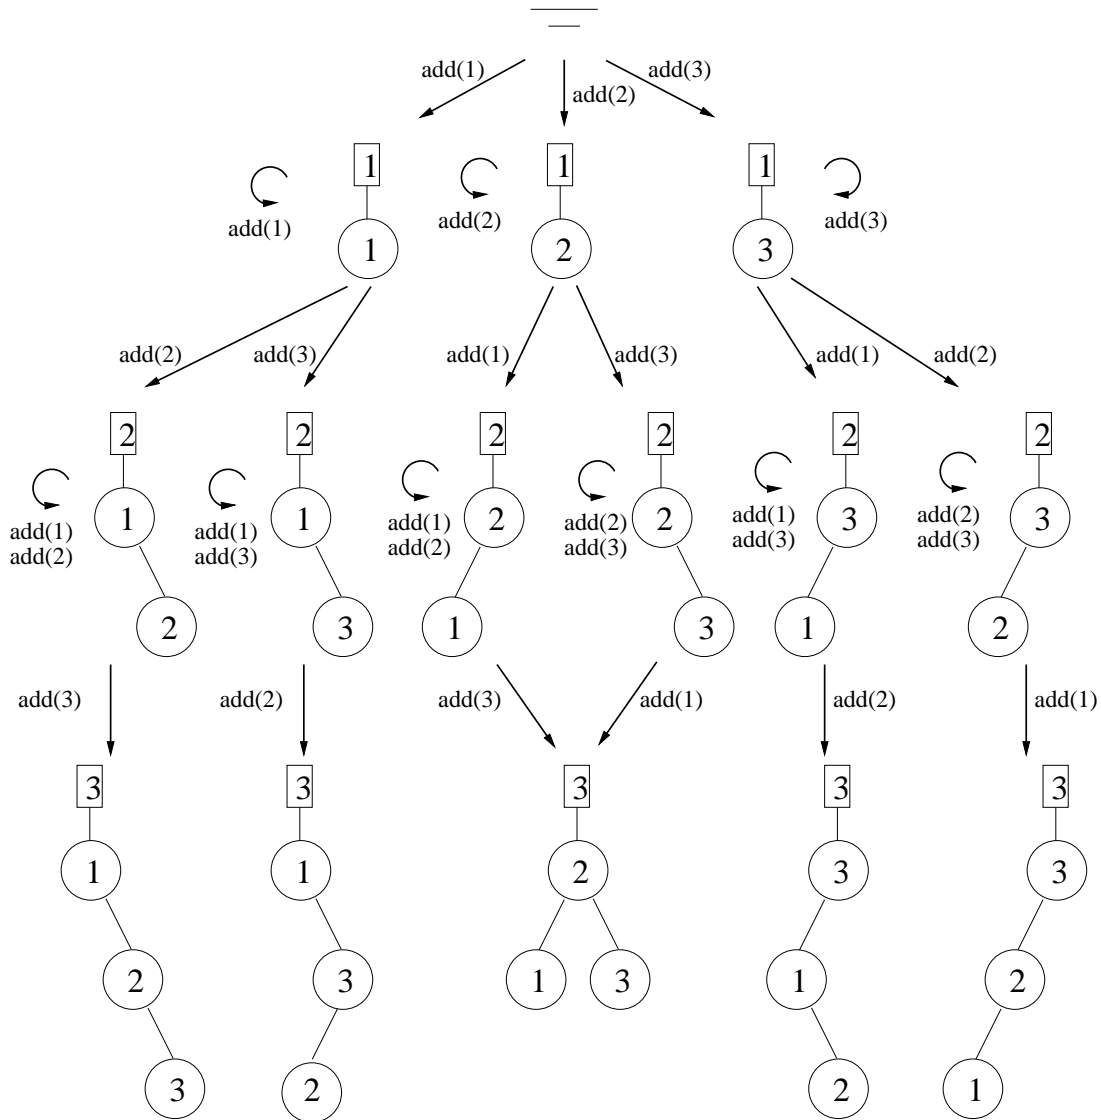 add(1) add(2) add(3)
1 1 1
add(1) add(2) add(3)
1 2 3
add(2) add(3) add(1) add(3) add(1) add(2)
2 2 2 2 2 2
1 1 2 2 3 3
add(1) add(1) add(1) add(2) add(1) add(2)
add(2) add(3) add(2) add(3) add(3) add(3)
2 3 1 3 1 2
add(3) add(2) add(3) add(1) add(2) add(1)
3 3 3 3 3
1 1 2 3 3
2 3 1 3 1 2
3 2 2 1